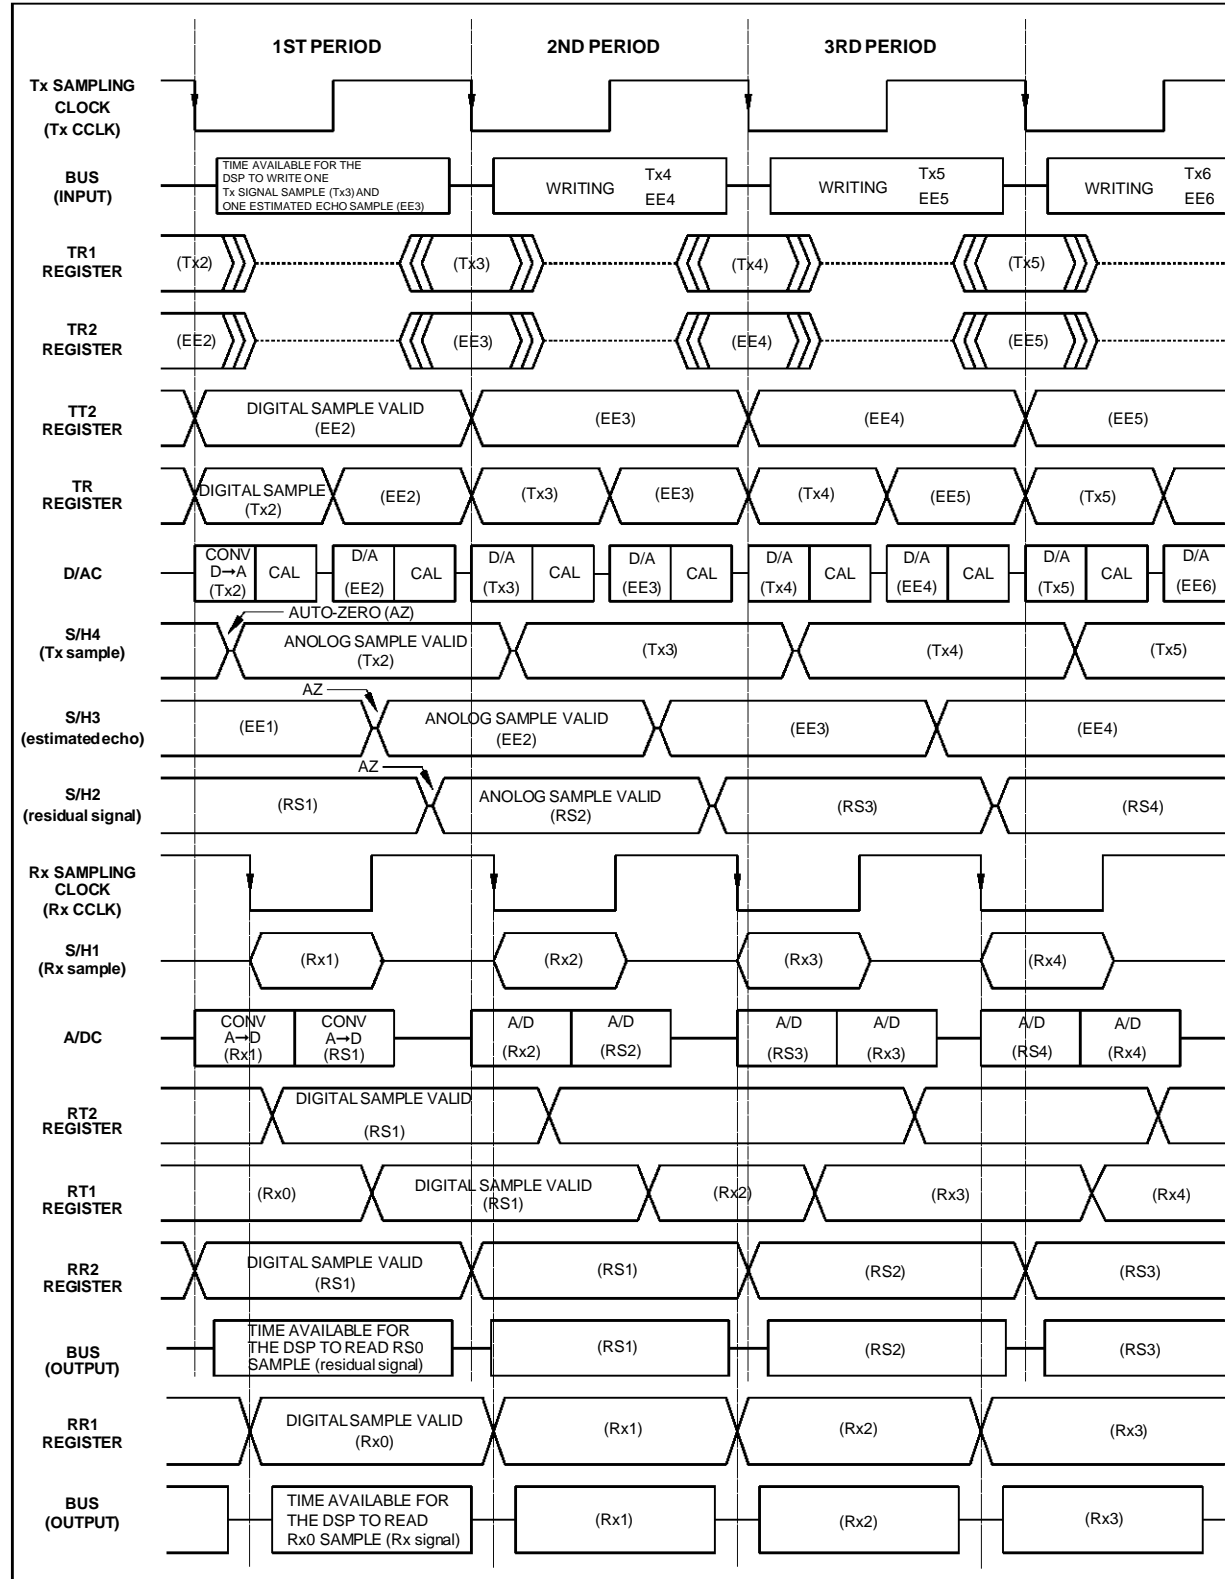 1ST PERIOD 2ND PERIOD 3RD PERIOD
Tx SAMPLING
CLOCK
(Tx CCLK)
BUS
(INPUT)
TIME AVAILABLE FOR THE
DSP TO WRITE ONE
Tx SIGNAL SAMPLE (Tx3) AND
ONE ESTIMATED ECHO SAMPLE (EE3)
WRITING Tx4
EE4
WRITING Tx5
EE5
WRITING Tx6
EE6
TR1
REGISTER
(Tx2) (Tx3) (Tx4) (Tx5)
TR2
REGISTER
(EE2) (EE3) (EE4) (EE5)
TT2
REGISTER
DIGITAL SAMPLE VALID
(EE2)
(EE3) (EE4) (EE5)
TR
REGISTER
DIGITAL SAMPLE
(Tx2)
(EE2) (Tx3) (EE3) (Tx4) (EE5) (Tx5)
D/AC
CONV
D→A
(Tx2)
CAL
D/A
(EE2)
CAL
D/A
(Tx3)
CAL
D/A
(EE3)
CAL
D/A
(Tx4)
CAL
D/A
(EE4)
CAL
D/A
(Tx5)
CAL
D/A
(EE6)
AUTO-ZERO (AZ)
S/H4
(Tx sample)
ANOLOG SAMPLE VALID
(Tx2)
(Tx3) (Tx4) (Tx5)
AZ
S/H3
(estimated echo)
(EE1)
ANOLOG SAMPLE VALID
(EE2)
(EE3) (EE4)
AZ
S/H2
(residual signal)
(RS1)
ANOLOG SAMPLE VALID
(RS2)
(RS3) (RS4)
Rx SAMPLING
CLOCK
(Rx CCLK)
S/H1
(Rx sample)
(Rx1) (Rx2) (Rx3) (Rx4)
A/DC
CONV
A→D
(Rx1)
CONV
A→D
(RS1)
A/D
(Rx2)
A/D
(RS2)
A/D
(RS3)
A/D
(Rx3)
A/D
(RS4)
A/D
(Rx4)
RT2
REGISTER
DIGITAL SAMPLE VALID
(RS1)
RT1
REGISTER
(Rx0)
DIGITAL SAMPLE VALID
(RS1)
(Rx2) (Rx3) (Rx4)
RR2
REGISTER
DIGITAL SAMPLE VALID
(RS1)
(RS1) (RS2) (RS3)
BUS
(OUTPUT)
TIME AVAILABLE FOR
THE DSP TO READ RS0
SAMPLE (residual signal)
(RS1) (RS2) (RS3)
RR1
REGISTER
DIGITAL SAMPLE VALID
(Rx0)
(Rx1) (Rx2) (Rx3)
BUS
(OUTPUT)
TIME AVAILABLE FOR
THE DSP TO READ
Rx0 SAMPLE (Rx signal)
(Rx1) (Rx2) (Rx3)